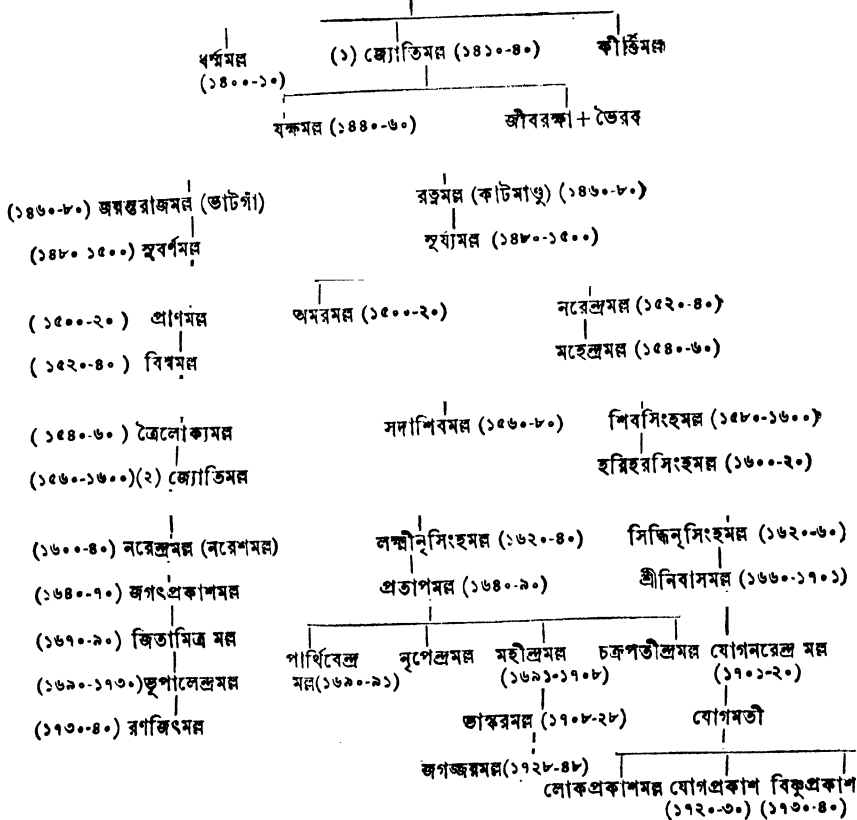 ধর্ম্মমল্ল (১) জ্যোতিমল্ল (১৪১০-৪০) কীর্ত্তিমল্ল
(১৪০০-১০)
যক্ষমল্ল (১৪৪০-৬০) জীবরক্ষা + ভৈরব
(১৪৬০-৮০) জয়ন্তরাজমল্ল (ভাটগাঁ) রত্নমল্ল (কাটমাণ্ডু) (১৪৬০-৮০)
(১৪৮০ ১৫০০) সুবর্ণমল্ল সূর্য্যমল্ল (১৪৮০-১৫০০)
(১৫০০-২০) প্রাণমল্ল অমরমল্ল (১৫০০-২০) নরেন্দ্রমল্ল (১৫২০-৪০)
(১৫২০-৪০) বিশ্বমল্ল মহেন্দ্রমল্ল (১৫৪০-৬০)
(১৫৪০-৬০) ত্রৈলোক্যমল্ল সদাশিবমল্ল (১৫৬০-৮০) শিবসিংহমল্ল (১৫৮০-১৬০০)
(১৫৬০-১৬০০)(২) জ্যোতিমল্ল হরিহরসিংহমল্ল (১৬০০-২০)
(১৬০০-৪০) নরেন্দ্রমল্ল (নরেশমল্ল) লক্ষ্মীনৃসিংহমল্ল (১৬২০-৪০) সিদ্ধিনৃসিংহমল্ল (১৬২০-৬০)
(১৬৪০-৭০) জগৎপ্রকাশমল্ল প্রতাপমল্ল (১৬৪০-৯০) শ্রীনিবাসমল্ল (১৬৬০-১৭০১)
(১৬৭০-৯০) জিতামিত্র মল্ল পার্থিবেন্দ্র নৃপেন্দ্রমল্ল মহীন্দ্রমল্ল চক্রপতীন্দ্রমল্ল যোগনরেন্দ্র মল্ল
(১৬৯০-১৭৩০)ভূপালেন্দ্রমল্ল মল্ল(১৬৯০-৯১) (১৬৯১-১৭০৮) (১৭০১-২০)
(১৭৩০-৪০) রণজিৎমল্ল ভাস্করমল্ল (১৭০৮-২৮) যোগমতী
জগজ্জয়মল্ল(১৭২৮-৪৮) লোকপ্রকাশমল্ল যোগপ্রকাশ বিষ্ণুপ্রকাশ
(১৭২০-৩০) (১৭৩০-৪০)